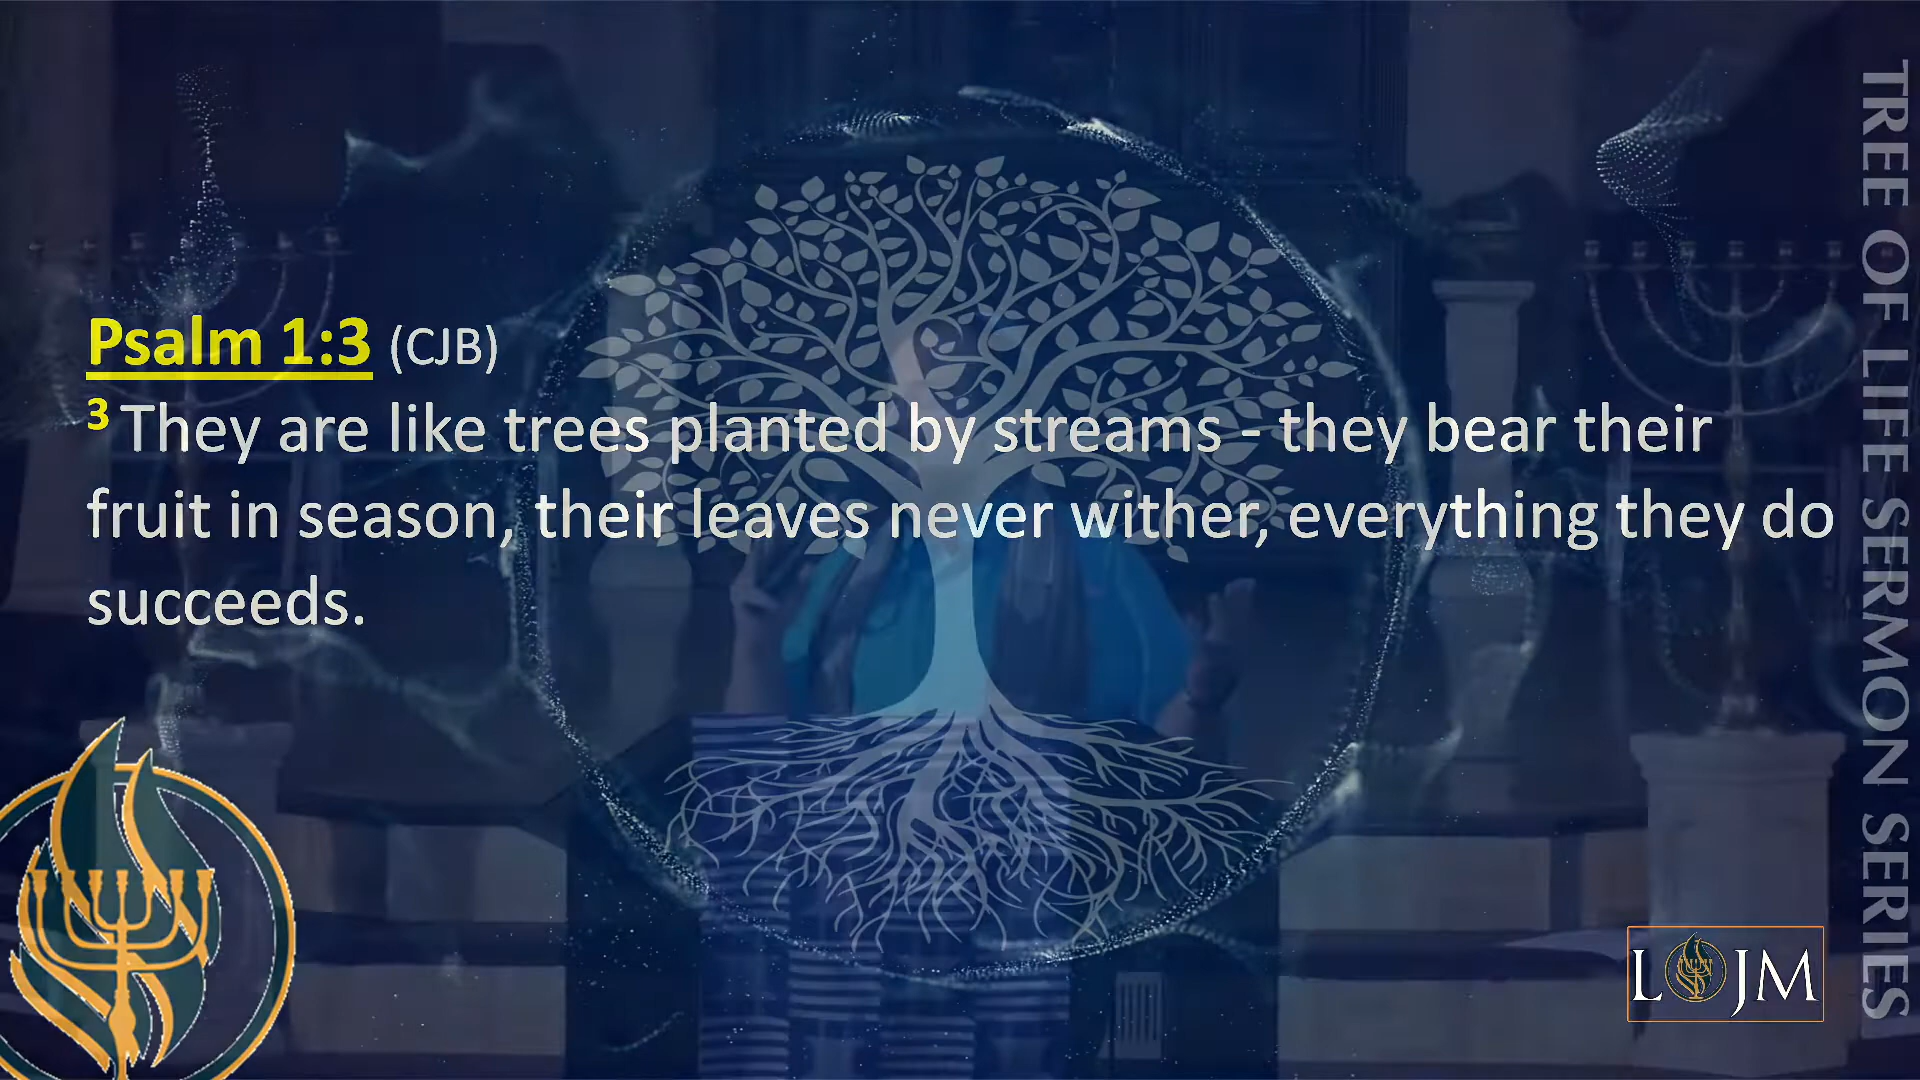 Psalm 1:3 (CJB)
3 They are like trees planted by streams - they bear their
fruit in season, their leaves never wither, everything they do
succeeds.
TREE OF LIFE SERMON SERIES
L JM